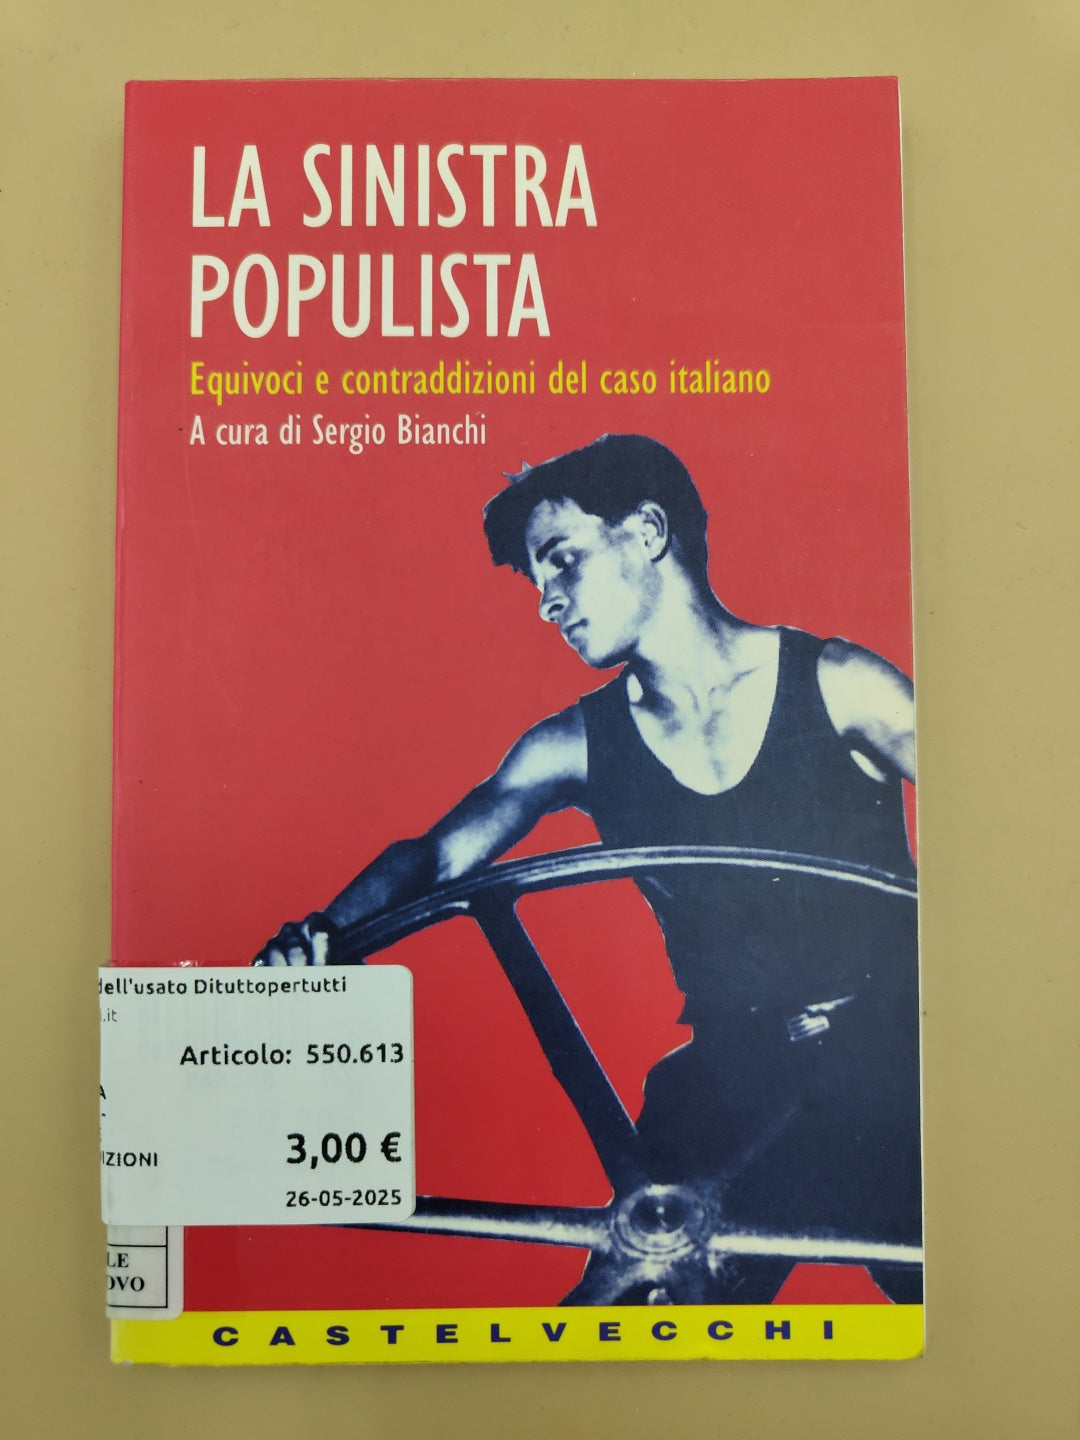 LA SINISTRA
POPULISTA
Equivoci e contraddizioni del caso italiano
A cura di Sergio Bianchi
dell'usato Dituttopertutti
i.it
Articolo: 550.613
A
-
IZIONI
3,00 €
26-05-2025
LE
OVO
CASTELVECCHI